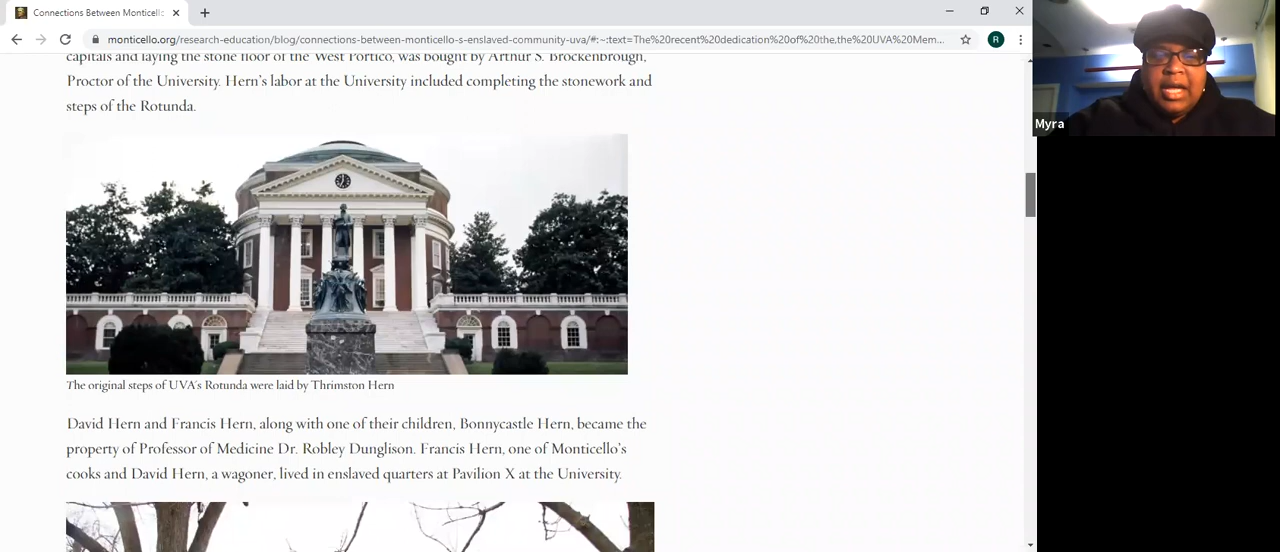 Connections Between Monticello
monticello.org/research-education/blog/connections-between-monticello-s-enslaved-community-uva/#:~:text=The%20recent%20dedication%20of%20the,the%20UVA%20Mem...
R
capitals and laying the stone floor of the West Portico, was bought by Arthur S. Brockenbrough,
Proctor of the University. Hern's labor at the University included completing the stonework and
steps of the Rotunda.
The original steps of UVA's Rotunda were laid by Thrimston Hern
David Hern and Francis Hern, along with one of their children, Bonnycastle Hern, became the
property of Professor of Medicine Dr. Robley Dunglison. Francis Hern, one of Monticello's
cooks and David Hern, a wagoner, lived in enslaved quarters at Pavilion X at the University.
Myra